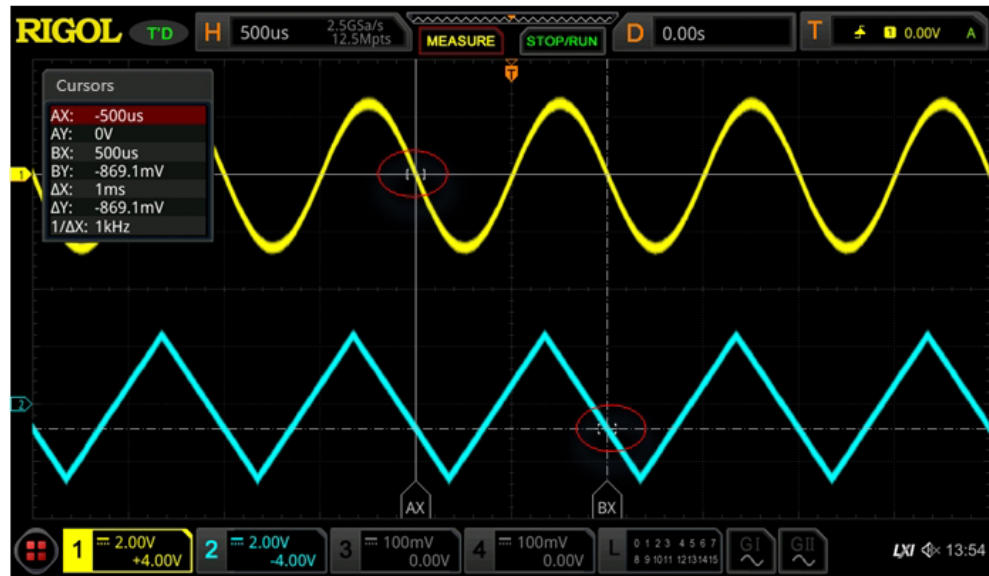 RIGOL T'D H 500us 2.5GSa/s 12.5Mpts MEASURE STOP/RUN D 0.00s T 1 0.00V A
T
Cursors
AX: -500us
AY: 0V
BX: 500us
BY: -869.1mV
ΔX: 1ms
ΔY: -869.1mV
1/ΔX: 1kHz
1
2
AX BX
1 2.00V +4.00V 2 2.00V -4.00V 3 100mV 0.00V 4 100mV 0.00V L 0 1 2 3 4 5 6 7 8 9 10 11 12 13 14 15 GI GII LXI 13:54